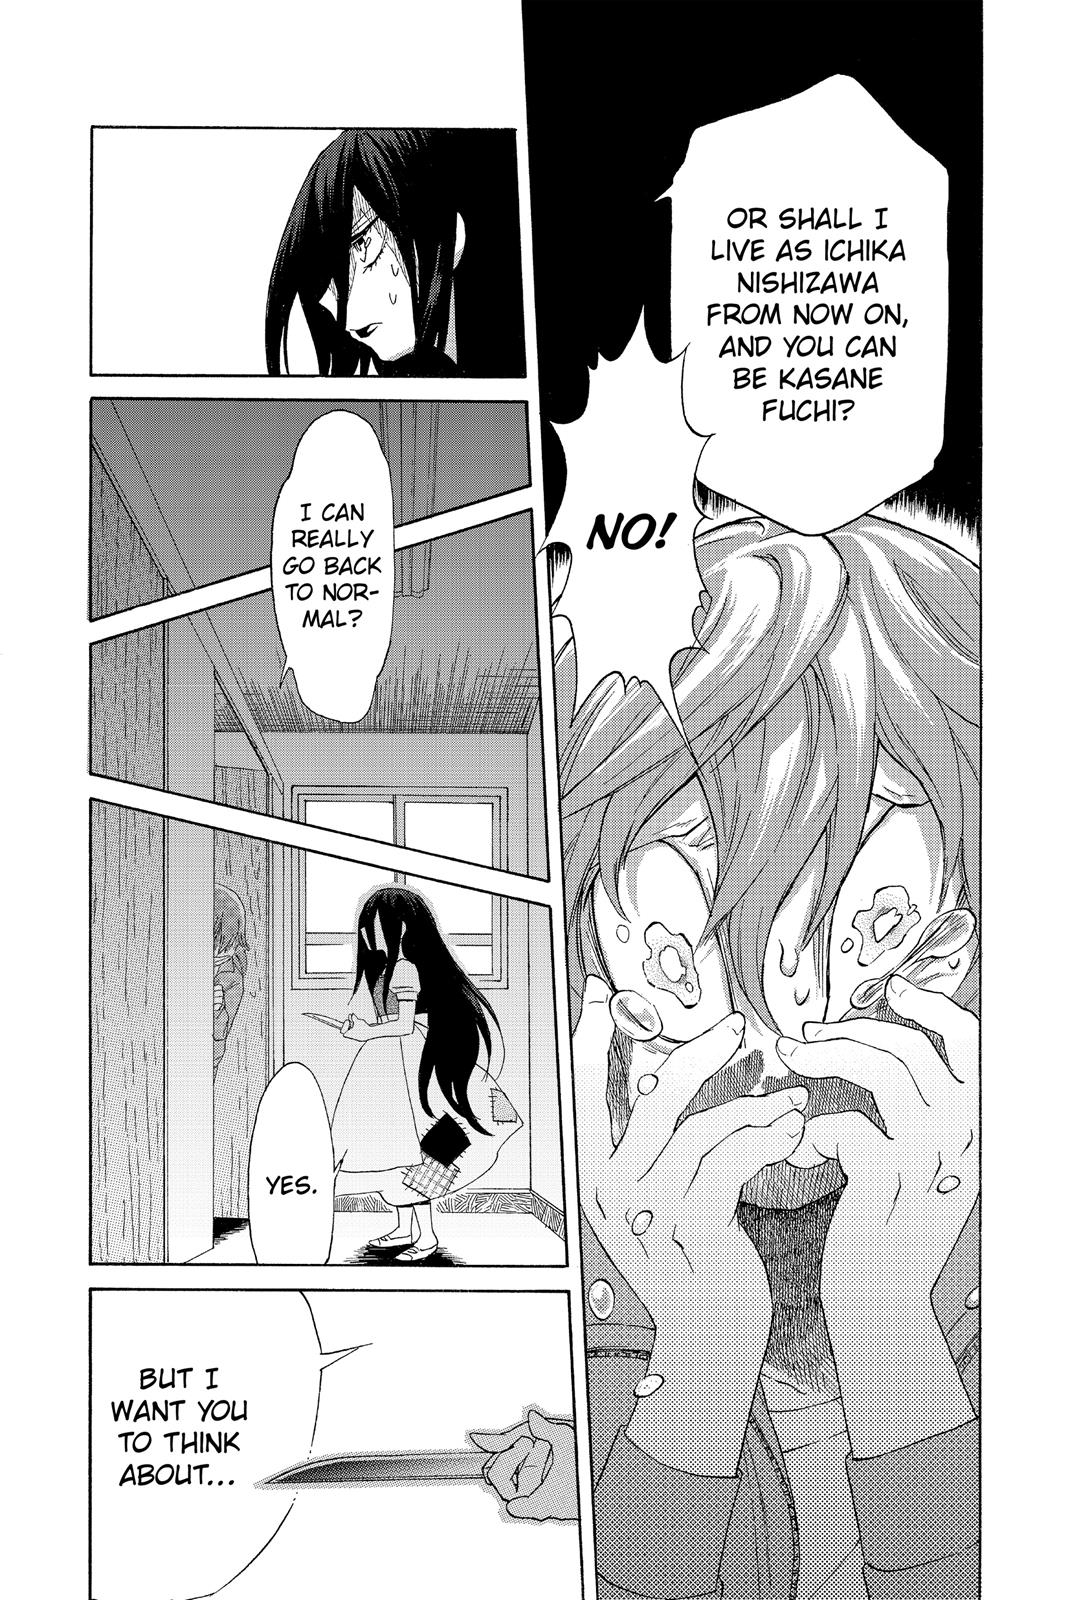 OR SHALL I
LIVE AS ICHIKA
NISHIZAWA
FROM NOW ON,
AND YOU CAN
BE KASANE
FUCHI?
NO!
I CAN
REALLY
GO BACK
TO NOR-
MAL?
YES.
BUT I
WANT YOU
TO THINK
ABOUT...